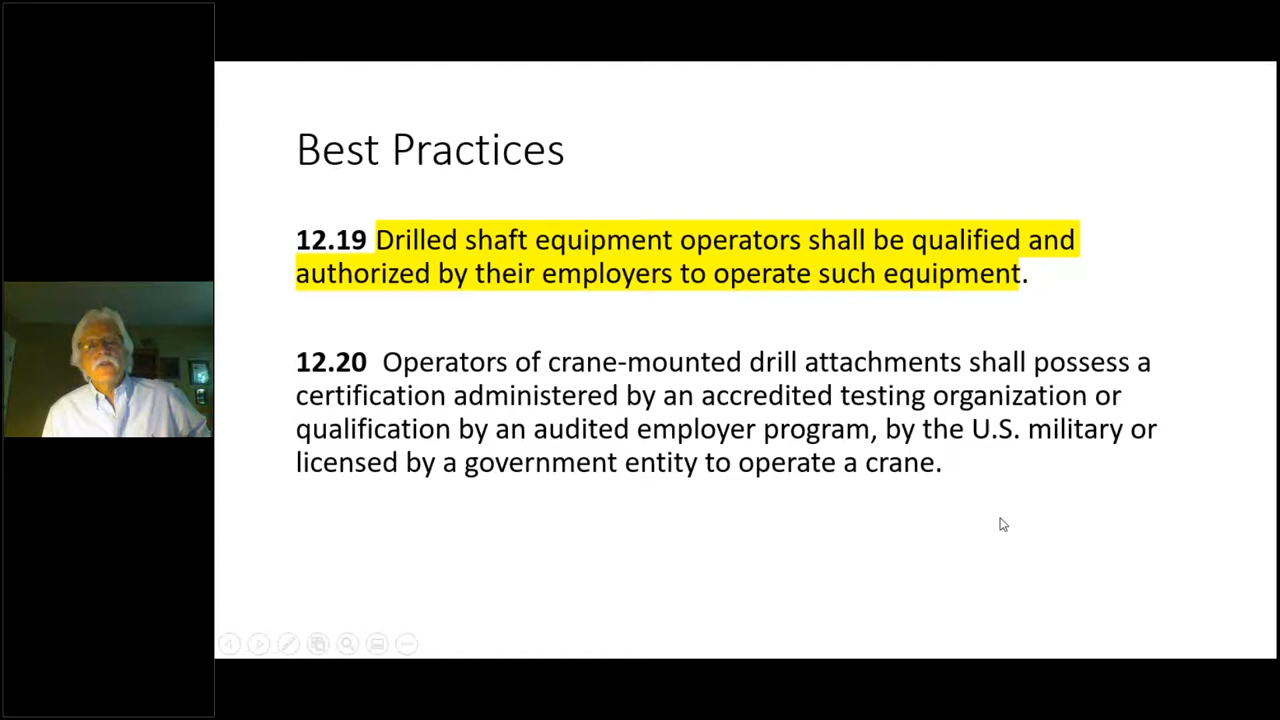 Best Practices
12.19 Drilled shaft equipment operators shall be qualified and
authorized by their employers to operate such equipment.
12.20 Operators of crane-mounted drill attachments shall possess a
certification administered by an accredited testing organization or
qualification by an audited employer program, by the U.S. military or
licensed by a government entity to operate a crane.